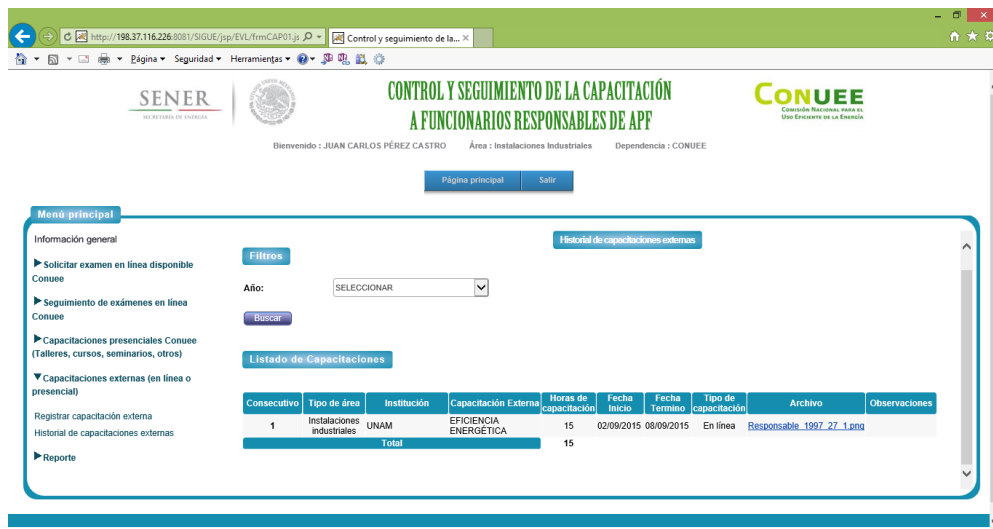 http://198.37.116.226:8081/SIGUE/jsp/EVL/frmCAP01.js
Control y seguimiento de la...
Página Seguridad Herramientas
SENER
SECRETARÍA DE ENERGÍA
CONTROL Y SEGUIMIENTO DE LA CAPACITACIÓN
A FUNCIONARIOS RESPONSABLES DE APF
CONUEE
COMISIÓN NACIONAL PARA EL
USO EFICIENTE DE LA ENERGÍA
Bienvenido : JUAN CARLOS PÉREZ CASTRO Área : Instalaciones Industriales Dependencia : CONUEE
Página principal Salir
Menú principal
Información general
Solicitar examen en línea disponible
Conuee
Seguimiento de exámenes en línea
Conuee
Capacitaciones presenciales Conuee
(Talleres, cursos, seminarios, otros)
Capacitaciones externas (en línea o
presencial)
Registrar capacitación externa
Historial de capacitaciones externas
Reporte
Historial de capacitaciones externas
Filtros
Año: SELECCIONAR
Buscar
Listado de Capacitaciones
Consecutivo Tipo de área Institución Capacitación Externa Horas de capacitación Fecha Inicio Fecha Termino Tipo de capacitación Archivo Observaciones
1 Instalaciones industriales UNAM EFICIENCIA ENERGÉTICA 15 02/09/2015 08/09/2015 En línea Responsable_1997_27_1.png
Total 15